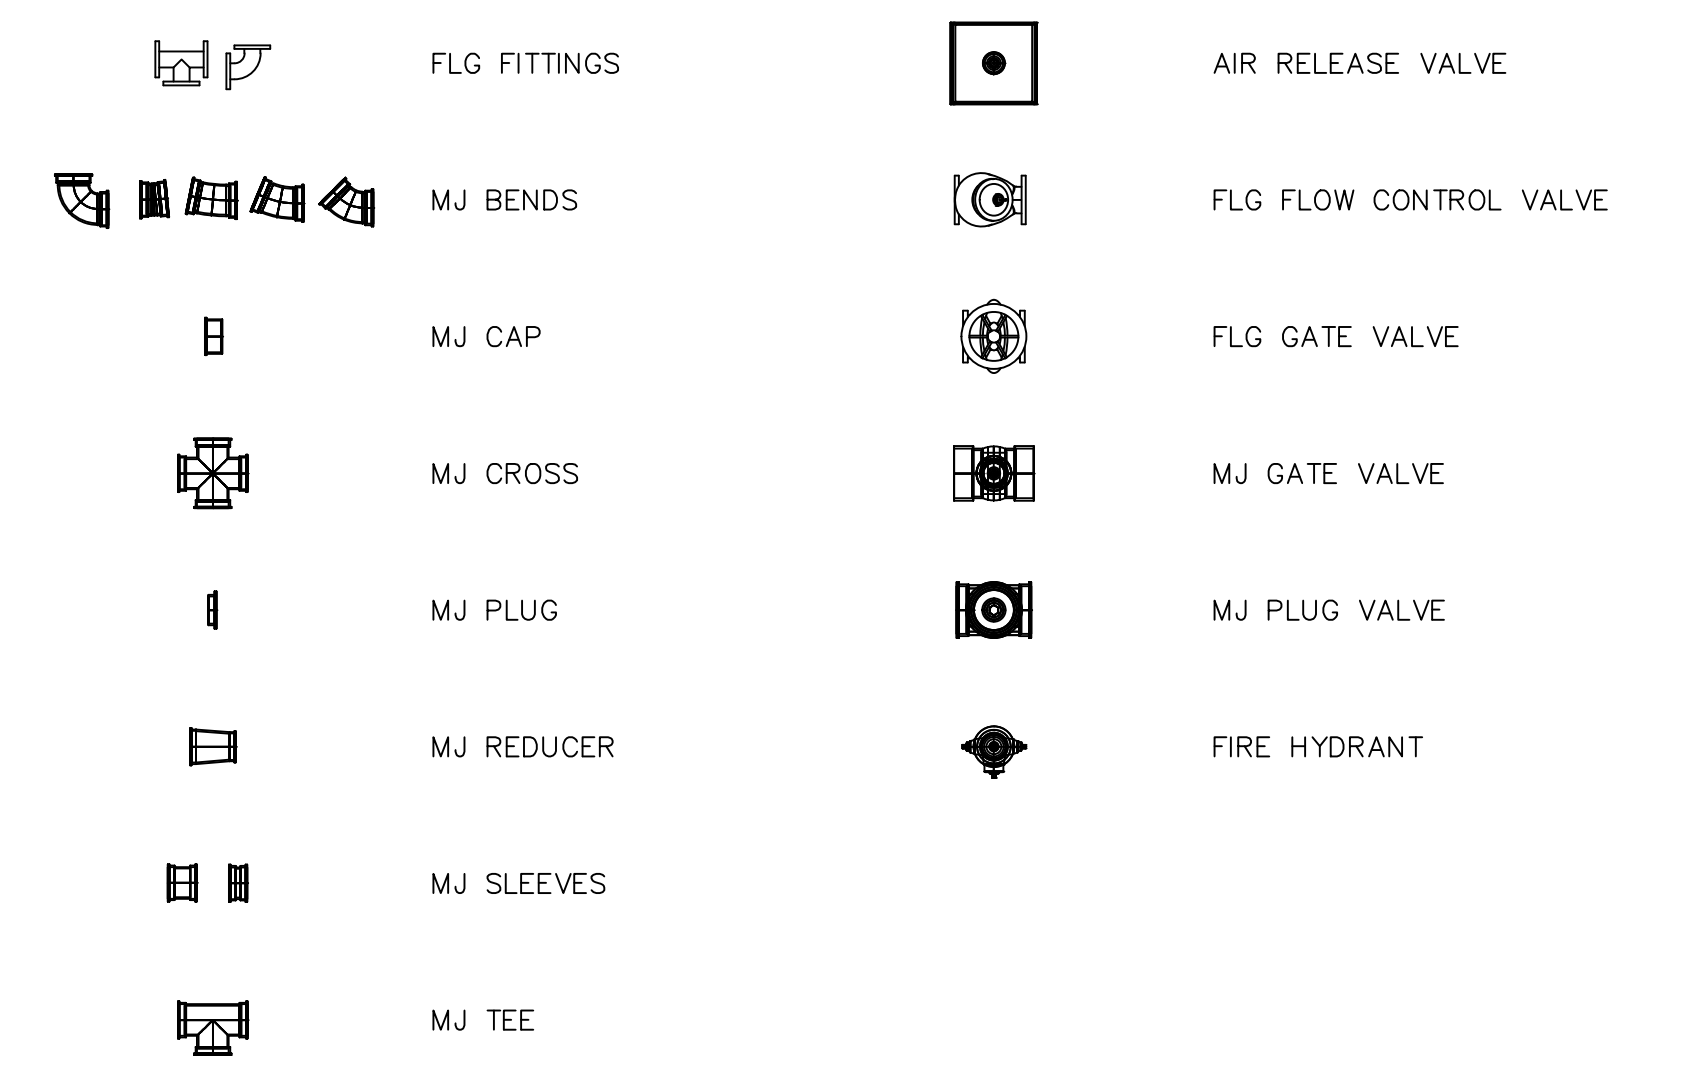 FLG FITTINGS
MJ BENDS
MJ CAP
MJ CROSS
MJ PLUG
MJ REDUCER
MJ SLEEVES
MJ TEE
AIR RELEASE VALVE
FLG FLOW CONTROL VALVE
FLG GATE VALVE
MJ GATE VALVE
MJ PLUG VALVE
FIRE HYDRANT